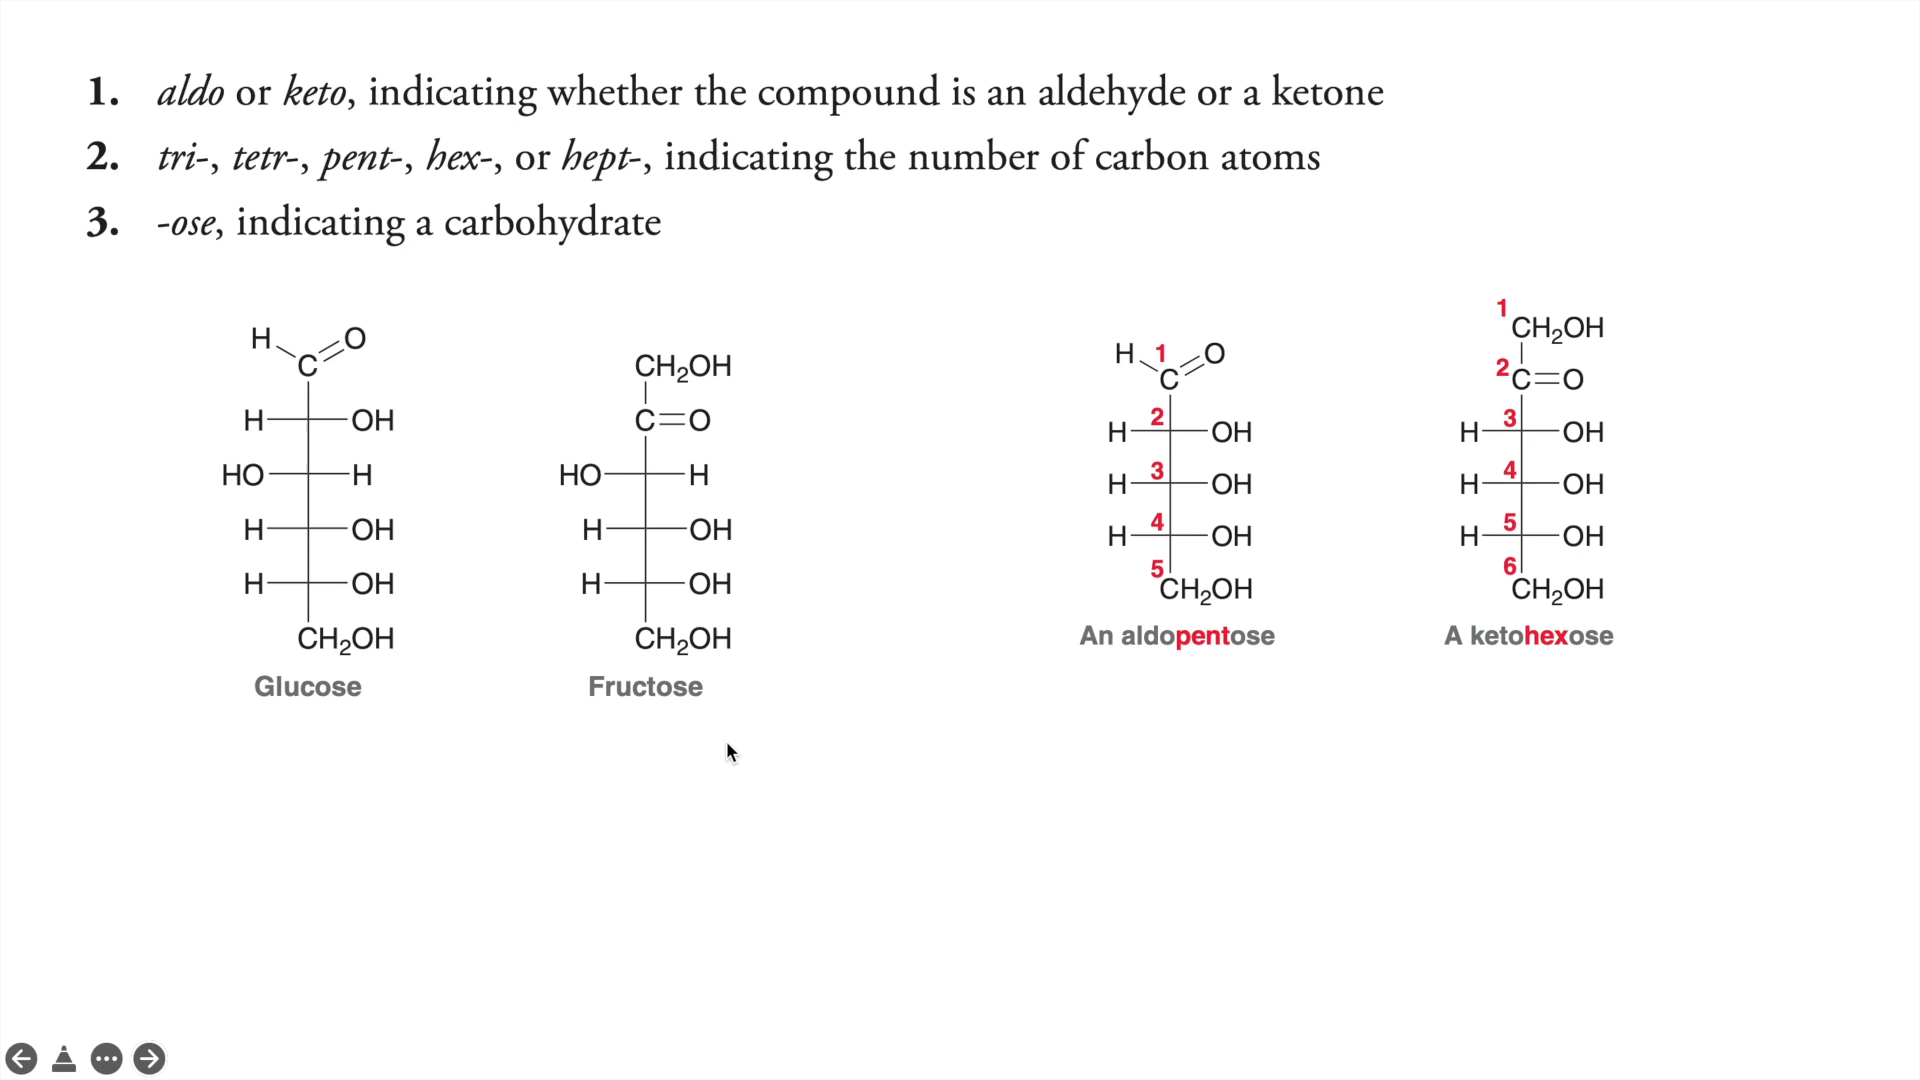 1. aldo or keto, indicating whether the compound is an aldehyde or a ketone
2. tri-, tetr-, pent-, hex-, or hept-, indicating the number of carbon atoms
3. -ose, indicating a carbohydrate
H O
C
H OH
HO H
H OH
H OH
CH₂OH
Glucose
CH₂OH
C=O
HO H
H OH
H OH
CH₂OH
Fructose
H 1 O
C
2
H OH
3
H OH
4
H OH
5
CH₂OH
An aldopentose
1
CH₂OH
2
C=O
3
H OH
4
H OH
5
H OH
6
CH₂OH
A ketohexose